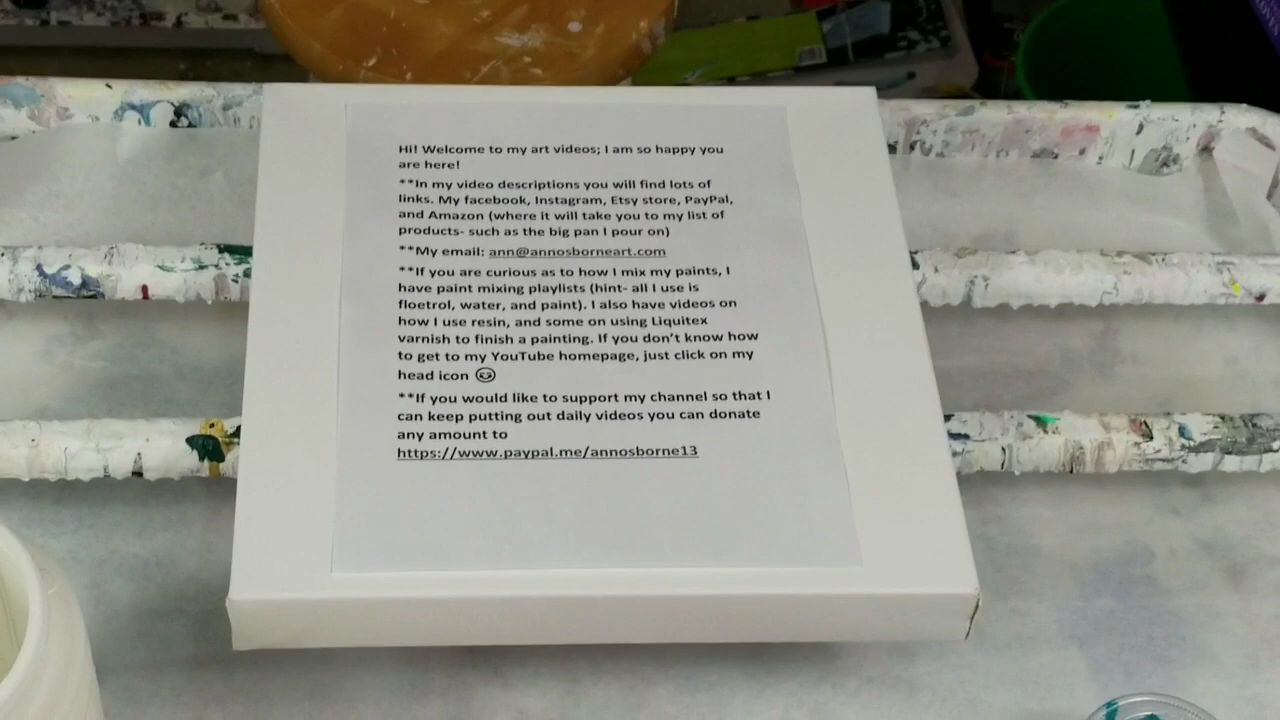 Hi! Welcome to my art videos; I am so happy you
are here!
**In my video descriptions you will find lots of
links. My facebook, Instagram, Etsy store, PayPal,
and Amazon (where it will take you to my list of
products- such as the big pan I pour on)
**My email: ann@annosborneart.com
**If you are curious as to how I mix my paints, I
have paint mixing playlists (hint- all I use is
floetrol, water, and paint). I also have videos on
how I use resin, and some on using Liquitex
varnish to finish a painting. If you don't know how
to get to my YouTube homepage, just click on my
head icon ☺
**If you would like to support my channel so that I
can keep putting out daily videos you can donate
any amount to
https://www.paypal.me/annosborne13